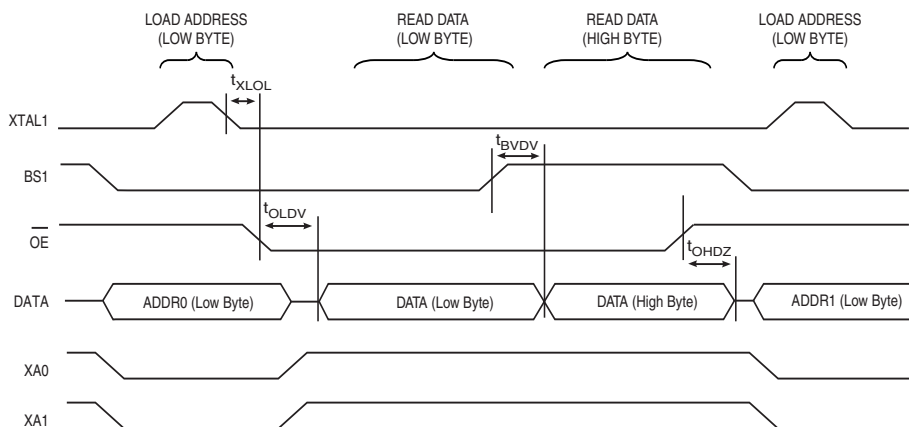 LOAD ADDRESS
(LOW BYTE)
READ DATA
(LOW BYTE)
READ DATA
(HIGH BYTE)
LOAD ADDRESS
(LOW BYTE)
tXLOL
XTAL1
tBVDV
BS1
tOLDV
OE
tOHDZ
DATA
ADDR0 (Low Byte)
DATA (Low Byte)
DATA (High Byte)
ADDR1 (Low Byte)
XA0
XA1